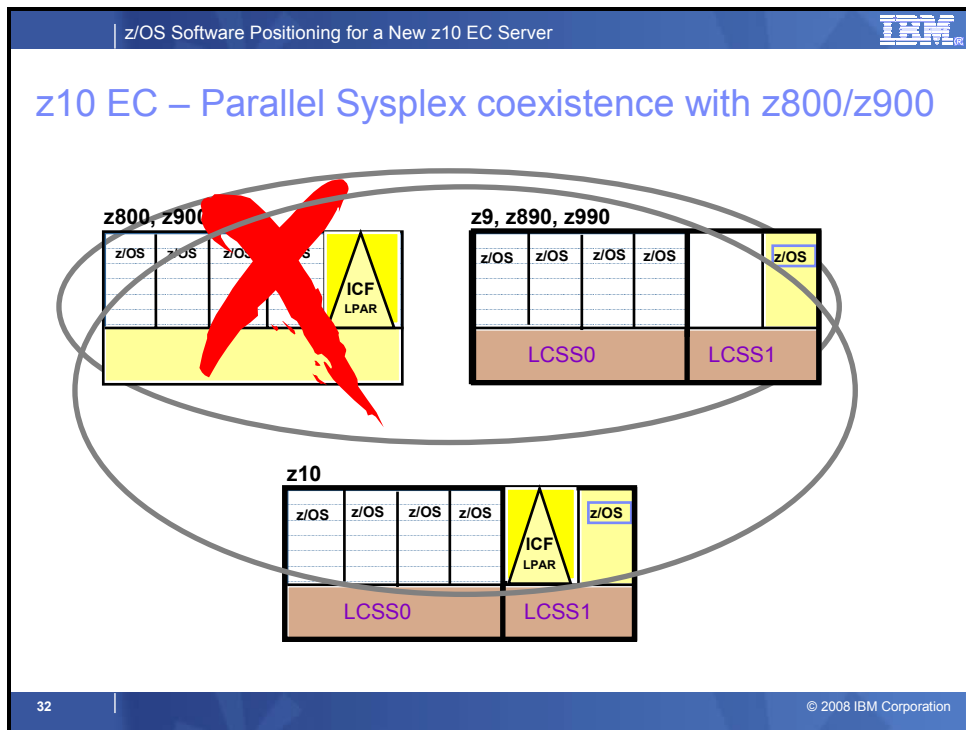 z/OS Software Positioning for a New z10 EC Server
IBM®
z10 EC – Parallel Sysplex coexistence with z800/z900
z800, z900
z/OS z/OS z/OS z/OS
ICF
LPAR
z9, z890, z990
z/OS z/OS z/OS z/OS z/OS
LCSS0 LCSS1
z10
z/OS z/OS z/OS z/OS z/OS
ICF
LPAR
LCSS0 LCSS1
32 © 2008 IBM Corporation